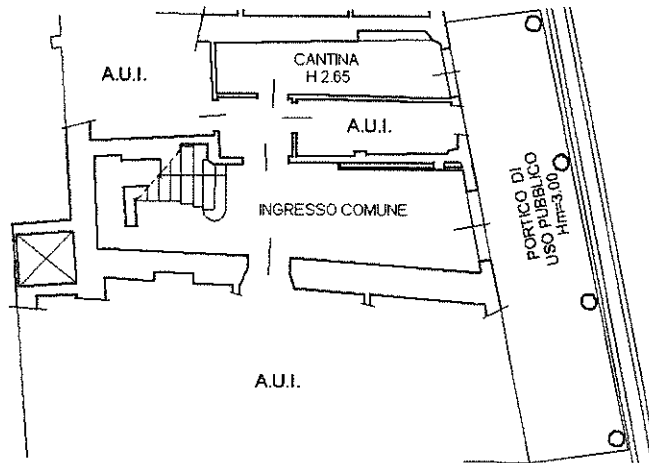 CANTINA
H 2.65
A.U.I.
A.U.I.
INGRESSO COMUNE
PORTICO DI
USO PUBBLICO
Hm=3.00
A.U.I.